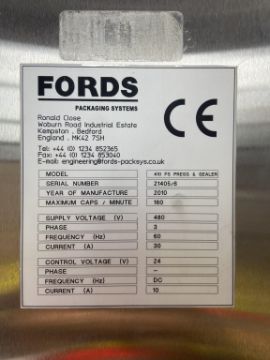 FORDS
PACKAGING SYSTEMS
Ronald Close
Woburn Road Industrial Estate
Kempston . Bedford
England . MK42 7SH
Tel: +44 (0) 1234 852365
Fax: +44 (0) 1234 853040
E-mail: engineering@fords-packsys.co.uk
CE
MODEL 410 PS PRESS & SEALER
SERIAL NUMBER 21405/6
YEAR OF MANUFACTURE 2010
MAXIMUM CAPS / MINUTE 160
SUPPLY VOLTAGE (V) 480
PHASE 3
FREQUENCY (Hz) 60
CURRENT (A) 30
CONTROL VOLTAGE (V) 24
PHASE –
FREQUENCY (Hz) DC
CURRENT (A) 10